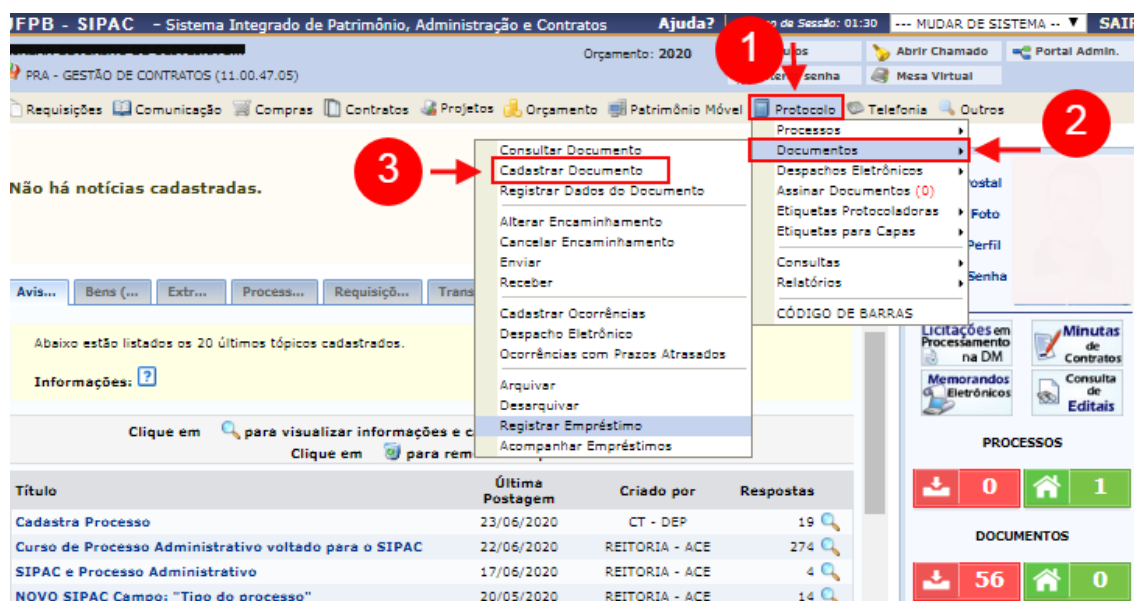 UFPB - SIPAC - Sistema Integrado de Patrimônio, Administração e Contratos Ajuda? de Sessão: 01:30 --- MUDAR DE SISTEMA -- ▼ SAIR
Orçamento: 2020 Abrir Chamado Portal Admin.
PRA - GESTÃO DE CONTRATOS (11.00.47.05) senha Mesa Virtual
1
Requisições Comunicação Compras Contratos Projetos Orçamento Patrimônio Móvel Protocolo Telefonia Outros
2
Processos
Documentos
Despachos Eletrônicos
Assinar Documentos (0)
Etiquetas Protocoladoras
Etiquetas para Capas
Consultas
Relatórios
CÓDIGO DE BARRAS
3
Consultar Documento
Cadastrar Documento
Registrar Dados do Documento
Alterar Encaminhamento
Cancelar Encaminhamento
Enviar
Receber
Cadastrar Ocorrências
Despacho Eletrônico
Ocorrências com Prazos Atrasados
Arquivar
Desarquivar
Registrar Empréstimo
Acompanhar Empréstimos
Não há notícias cadastradas.
Foto
Perfil
Senha
Avis... Bens (... Extr... Process... Requisiçõ... Trans
Abaixo estão listados os 20 últimos tópicos cadastrados.
Informações: ?
Clique em para visualizar informações e
Clique em para
Título Última Postagem Criado por Respostas
Cadastra Processo 23/06/2020 CT - DEP 19
Curso de Processo Administrativo voltado para o SIPAC 22/06/2020 REITORIA - ACE 274
SIPAC e Processo Administrativo 17/06/2020 REITORIA - ACE 4
NOVO SIPAC Campo: "Tipo do processo" 20/05/2020 REITORIA - ACE 14
Licitações em Processamento na DM
Minutas de Contratos
Memorandos Eletrônicos
Consulta de Editais
PROCESSOS
0 1
DOCUMENTOS
56 0